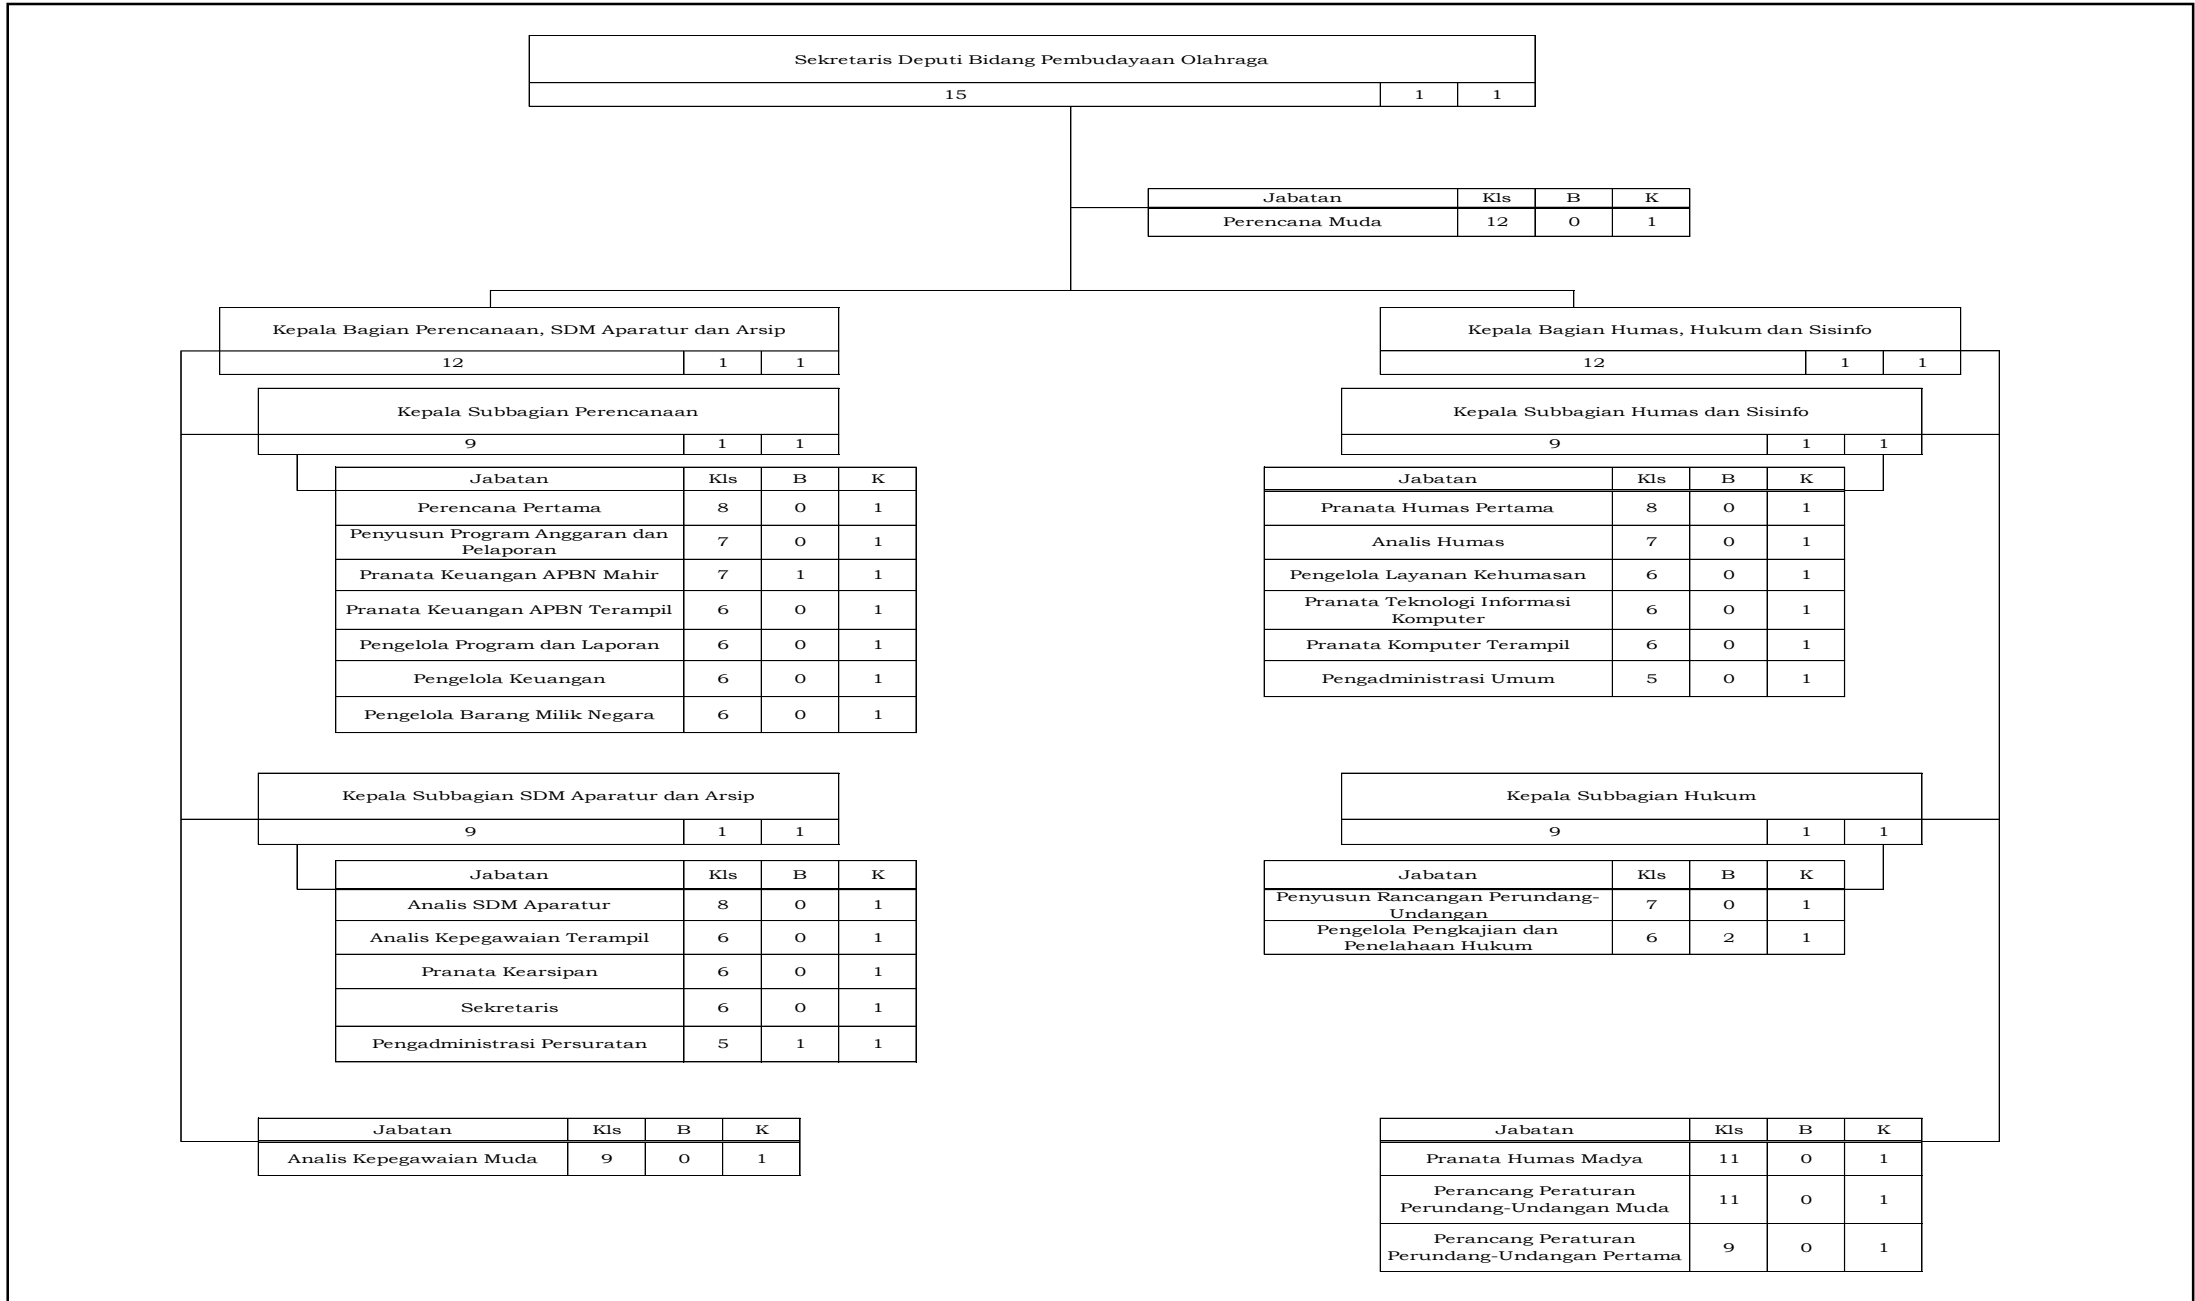 Sekretaris Deputi Bidang Pembudayaan Olahraga
15 1 1
Jabatan Kls B K
Perencana Muda 12 0 1
Kepala Bagian Perencanaan, SDM Aparatur dan Arsip
12 1 1
Kepala Subbagian Perencanaan
9 1 1
Jabatan Kls B K
Perencana Pertama 8 0 1
Penyusun Program Anggaran dan
Pelaporan 7 0 1
Pranata Keuangan APBN Mahir 7 1 1
Pranata Keuangan APBN Terampil 6 0 1
Pengelola Program dan Laporan 6 0 1
Pengelola Keuangan 6 0 1
Pengelola Barang Milik Negara 6 0 1
Kepala Subbagian SDM Aparatur dan Arsip
9 1 1
Jabatan Kls B K
Analis SDM Aparatur 8 0 1
Analis Kepegawaian Terampil 6 0 1
Pranata Kearsipan 6 0 1
Sekretaris 6 0 1
Pengadministrasi Persuratan 5 1 1
Jabatan Kls B K
Analis Kepegawaian Muda 9 0 1
Kepala Bagian Humas, Hukum dan Sisinfo
12 1 1
Kepala Subbagian Humas dan Sisinfo
9 1 1
Jabatan Kls B K
Pranata Humas Pertama 8 0 1
Analis Humas 7 0 1
Pengelola Layanan Kehumasan 6 0 1
Pranata Teknologi Informasi
Komputer 6 0 1
Pranata Komputer Terampil 6 0 1
Pengadministrasi Umum 5 0 1
Kepala Subbagian Hukum
9 1 1
Jabatan Kls B K
Penyusun Rancangan Perundang-
Undangan 7 0 1
Pengelola Pengkajian dan
Penelahaan Hukum 6 2 1
Jabatan Kls B K
Pranata Humas Madya 11 0 1
Perancang Peraturan
Perundang-Undangan Muda 11 0 1
Perancang Peraturan
Perundang-Undangan Pertama 9 0 1